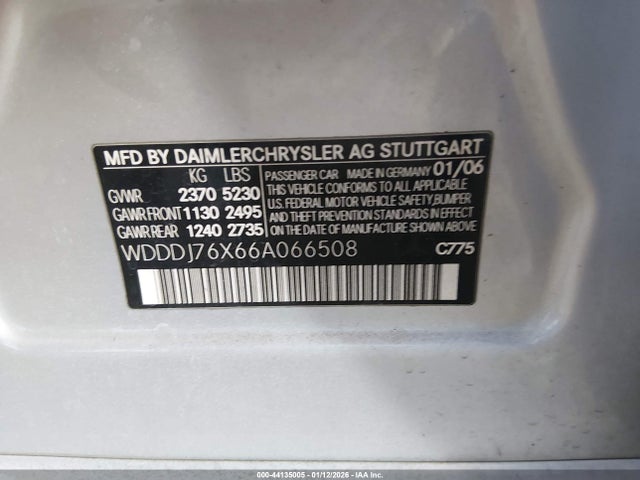 MFD BY DAIMLERCHRYSLER AG STUTTGART
KG LBS
GVWR 2370 5230
GAWR FRONT 1130 2495
GAWR REAR 1240 2735
PASSENGER CAR MADE IN GERMANY 01/06
THIS VEHICLE CONFORMS TO ALL APPLICABLE
U.S. FEDERAL MOTOR VEHICLE SAFETY, BUMPER
AND THEFT PREVENTION STANDARDS IN EFFECT
ON THE DATE OF MANUFACTURE SHOWN ABOVE.
WDDDJ76X66A066508 C775
000-44135005 - 01/12/2026 - IAA Inc.